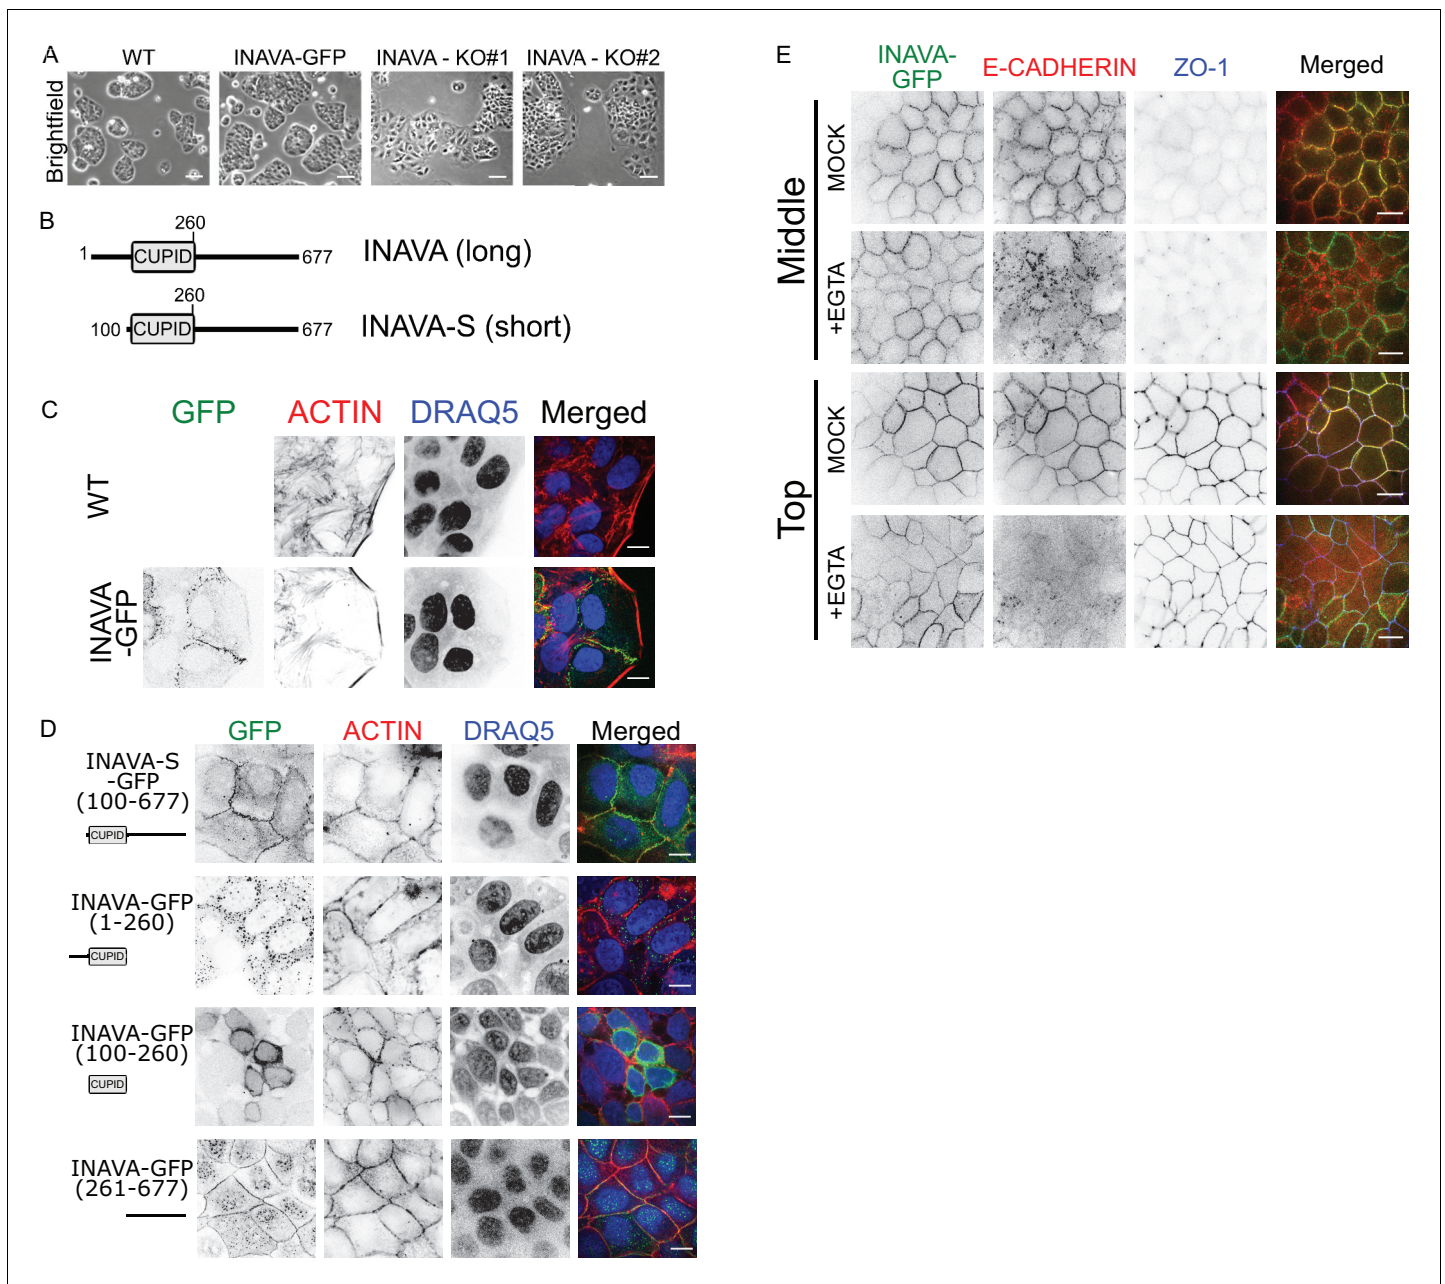 A
WT
INAVA-GFP
INAVA - KO#1
INAVA - KO#2
Brightfield
B
260
1
CUPID
677
INAVA (long)
260
100
CUPID
677
INAVA-S (short)
C
GFP
ACTIN
DRAQ5
Merged
WT
INAVA
-GFP
D
GFP
ACTIN
DRAQ5
Merged
INAVA-S
-GFP
(100-677)
CUPID
INAVA-GFP
(1-260)
CUPID
INAVA-GFP
(100-260)
CUPID
INAVA-GFP
(261-677)
E
INAVA-
GFP
E-CADHERIN
ZO-1
Merged
Middle
MOCK
+EGTA
Top
MOCK
+EGTA